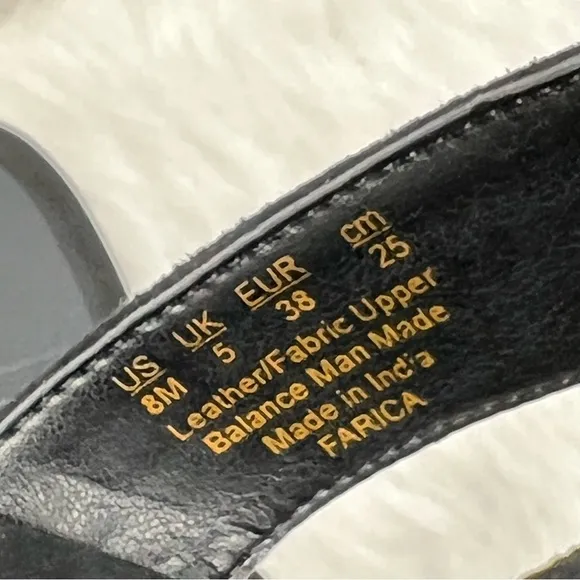 US UK EUR cm
8M 5 38 25
Leather/Fabric Upper
Balance Man Made
Made in India
FARICA